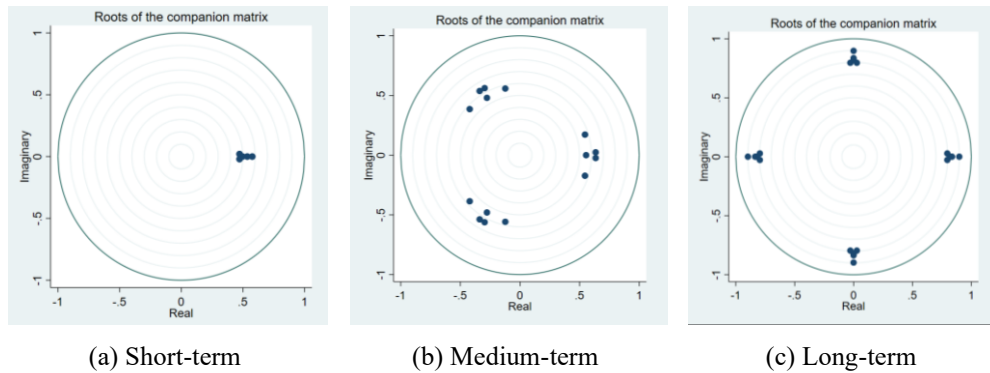 Roots of the companion matrix
1
.5
0
-.5
-1
Imaginary
-1
-.5
0
.5
1
Real
(a) Short-term
Roots of the companion matrix
1
.5
0
-.5
-1
Imaginary
-1
-.5
0
.5
1
Real
(b) Medium-term
Roots of the companion matrix
1
.5
0
-.5
-1
Imaginary
-1
-.5
0
.5
1
Real
(c) Long-term